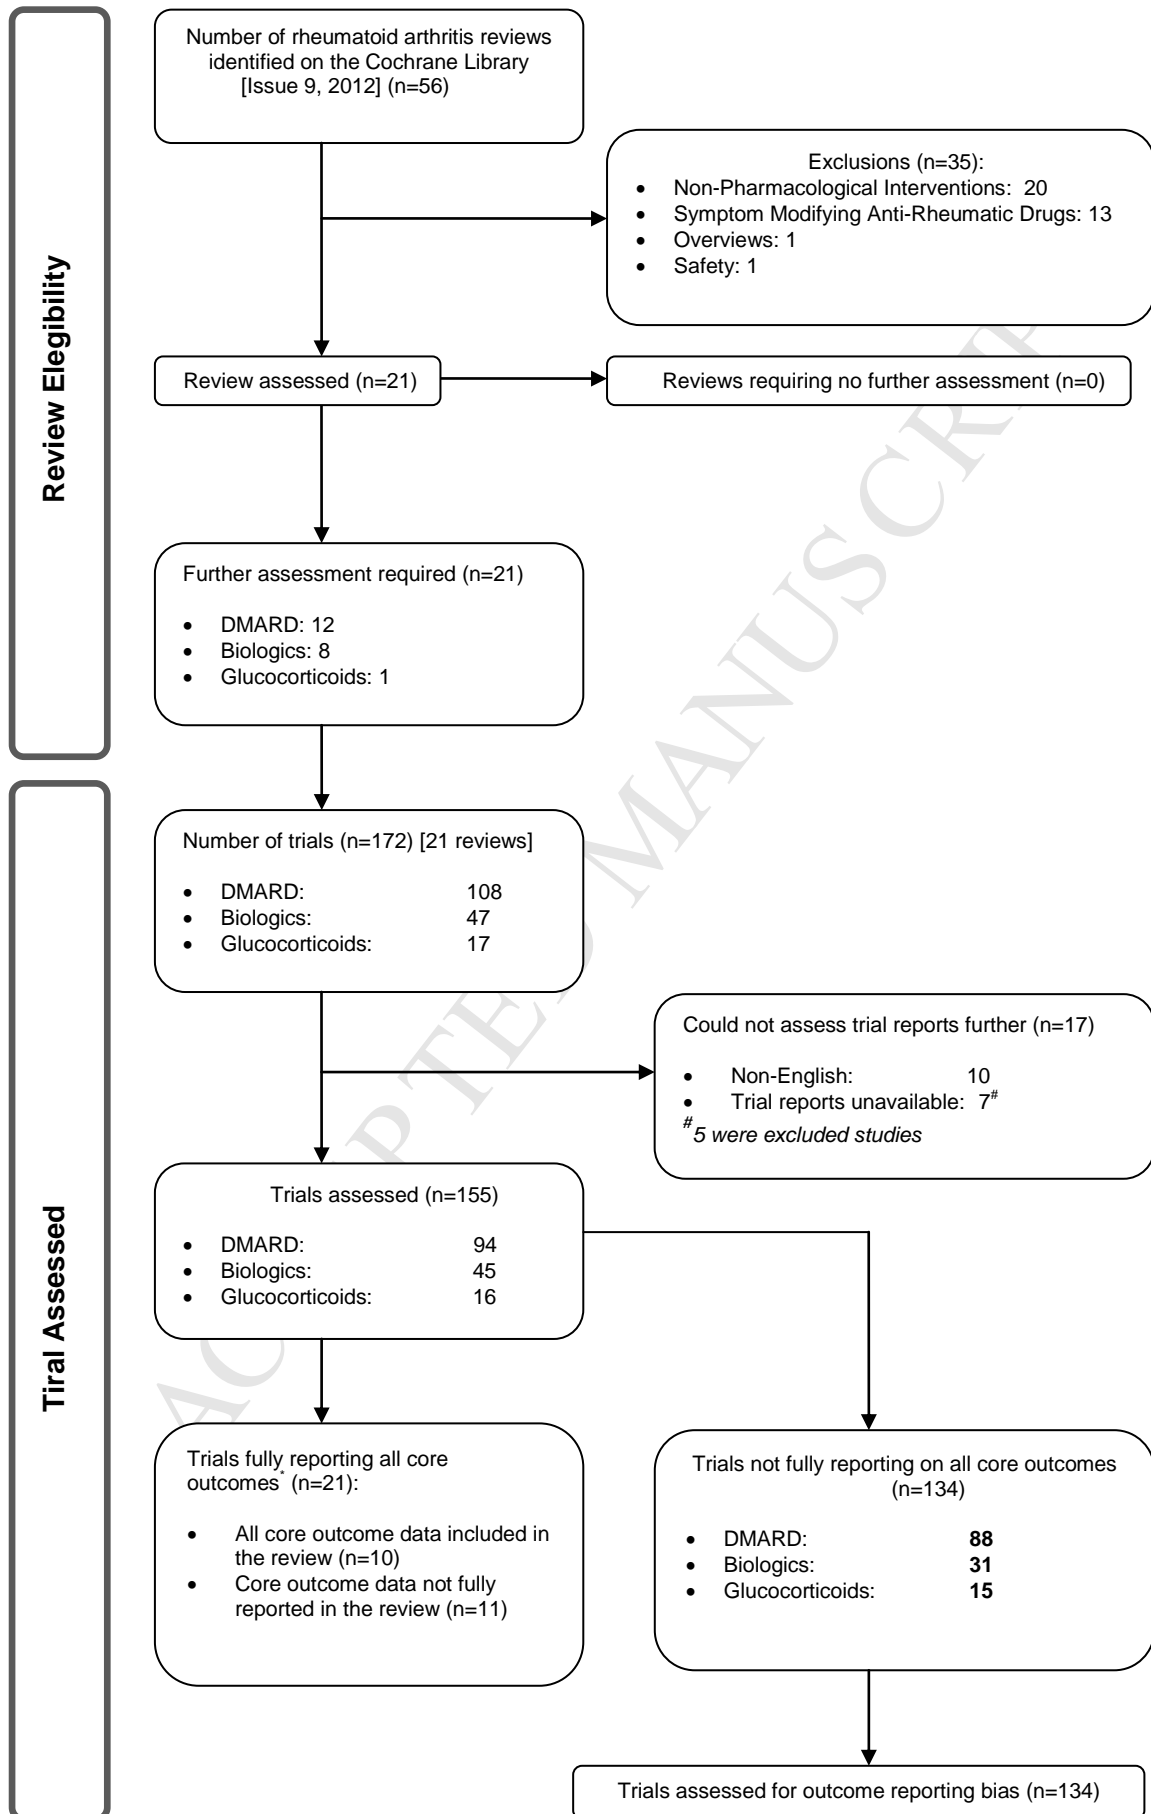 Review Elegibility
Number of rheumatoid arthritis reviews
identified on the Cochrane Library
[Issue 9, 2012] (n=56)
Exclusions (n=35):
• Non-Pharmacological Interventions: 20
• Symptom Modifying Anti-Rheumatic Drugs: 13
• Overviews: 1
• Safety: 1
Review assessed (n=21)
Reviews requiring no further assessment (n=0)
Further assessment required (n=21)
• DMARD: 12
• Biologics: 8
• Glucocorticoids: 1
Tiral Assessed
Number of trials (n=172) [21 reviews]
• DMARD: 108
• Biologics: 47
• Glucocorticoids: 17
Could not assess trial reports further (n=17)
• Non-English: 10
• Trial reports unavailable: 7#
#5 were excluded studies
Trials assessed (n=155)
• DMARD: 94
• Biologics: 45
• Glucocorticoids: 16
Trials fully reporting all core
outcomes* (n=21):
• All core outcome data included in
the review (n=10)
• Core outcome data not fully
reported in the review (n=11)
Trials not fully reporting on all core outcomes
(n=134)
• DMARD: 88
• Biologics: 31
• Glucocorticoids: 15
Trials assessed for outcome reporting bias (n=134)
ACCEPTED MANUSCRIPT